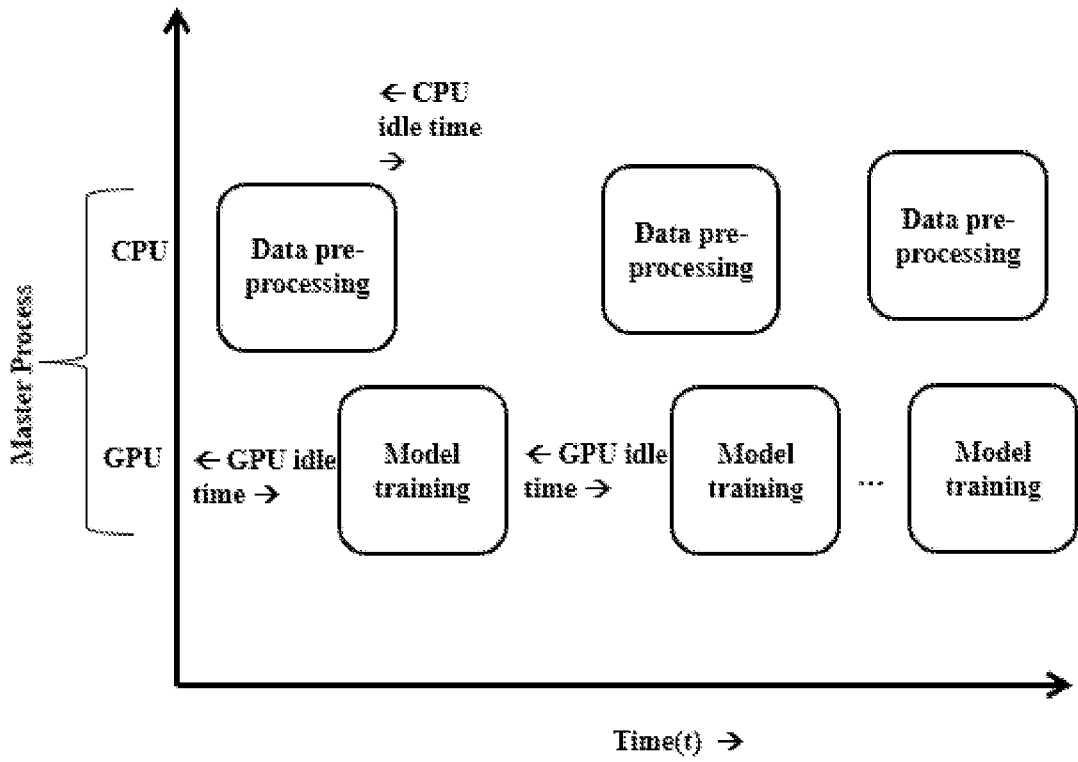 ← CPU
idle time
→
Data pre-
processing
Data pre-
processing
Data pre-
processing
CPU
Master Process
GPU
← GPU idle
time →
Model
training
← GPU idle
time →
Model
training
...
Model
training
Time(t) →